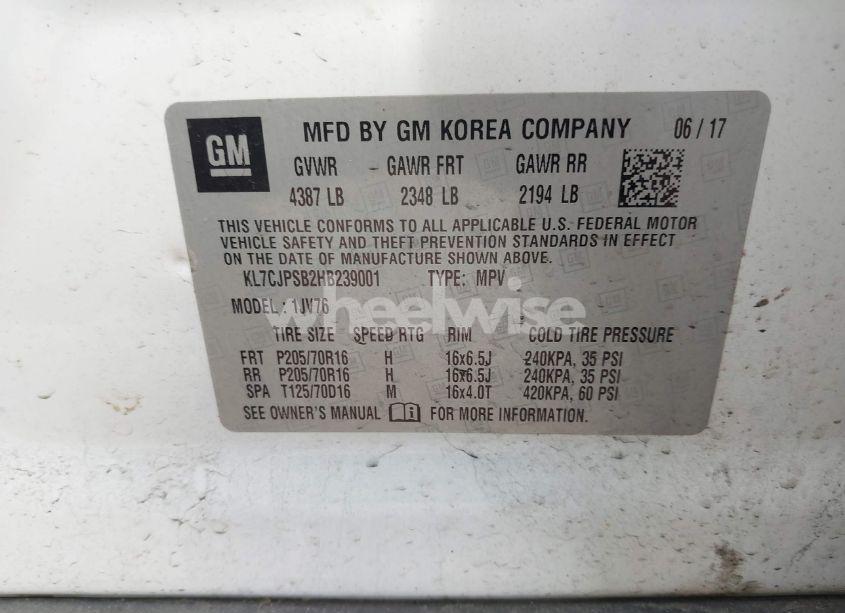 GM
MFD BY GM KOREA COMPANY 06 / 17
GVWR GAWR FRT GAWR RR
4387 LB 2348 LB 2194 LB
THIS VEHICLE CONFORMS TO ALL APPLICABLE U.S. FEDERAL MOTOR
VEHICLE SAFETY AND THEFT PREVENTION STANDARDS IN EFFECT
ON THE DATE OF MANUFACTURE SHOWN ABOVE.
KL7CJPSB2HB239001 TYPE: MPV
MODEL : 1JV76
wheelwise
TIRE SIZE SPEED RTG RIM COLD TIRE PRESSURE
FRT P205/70R16 H 16x6.5J 240KPA, 35 PSI
RR P205/70R16 H 16x6.5J 240KPA, 35 PSI
SPA T125/70D16 M 16x4.0T 420KPA, 60 PSI
SEE OWNER'S MANUAL i FOR MORE INFORMATION.